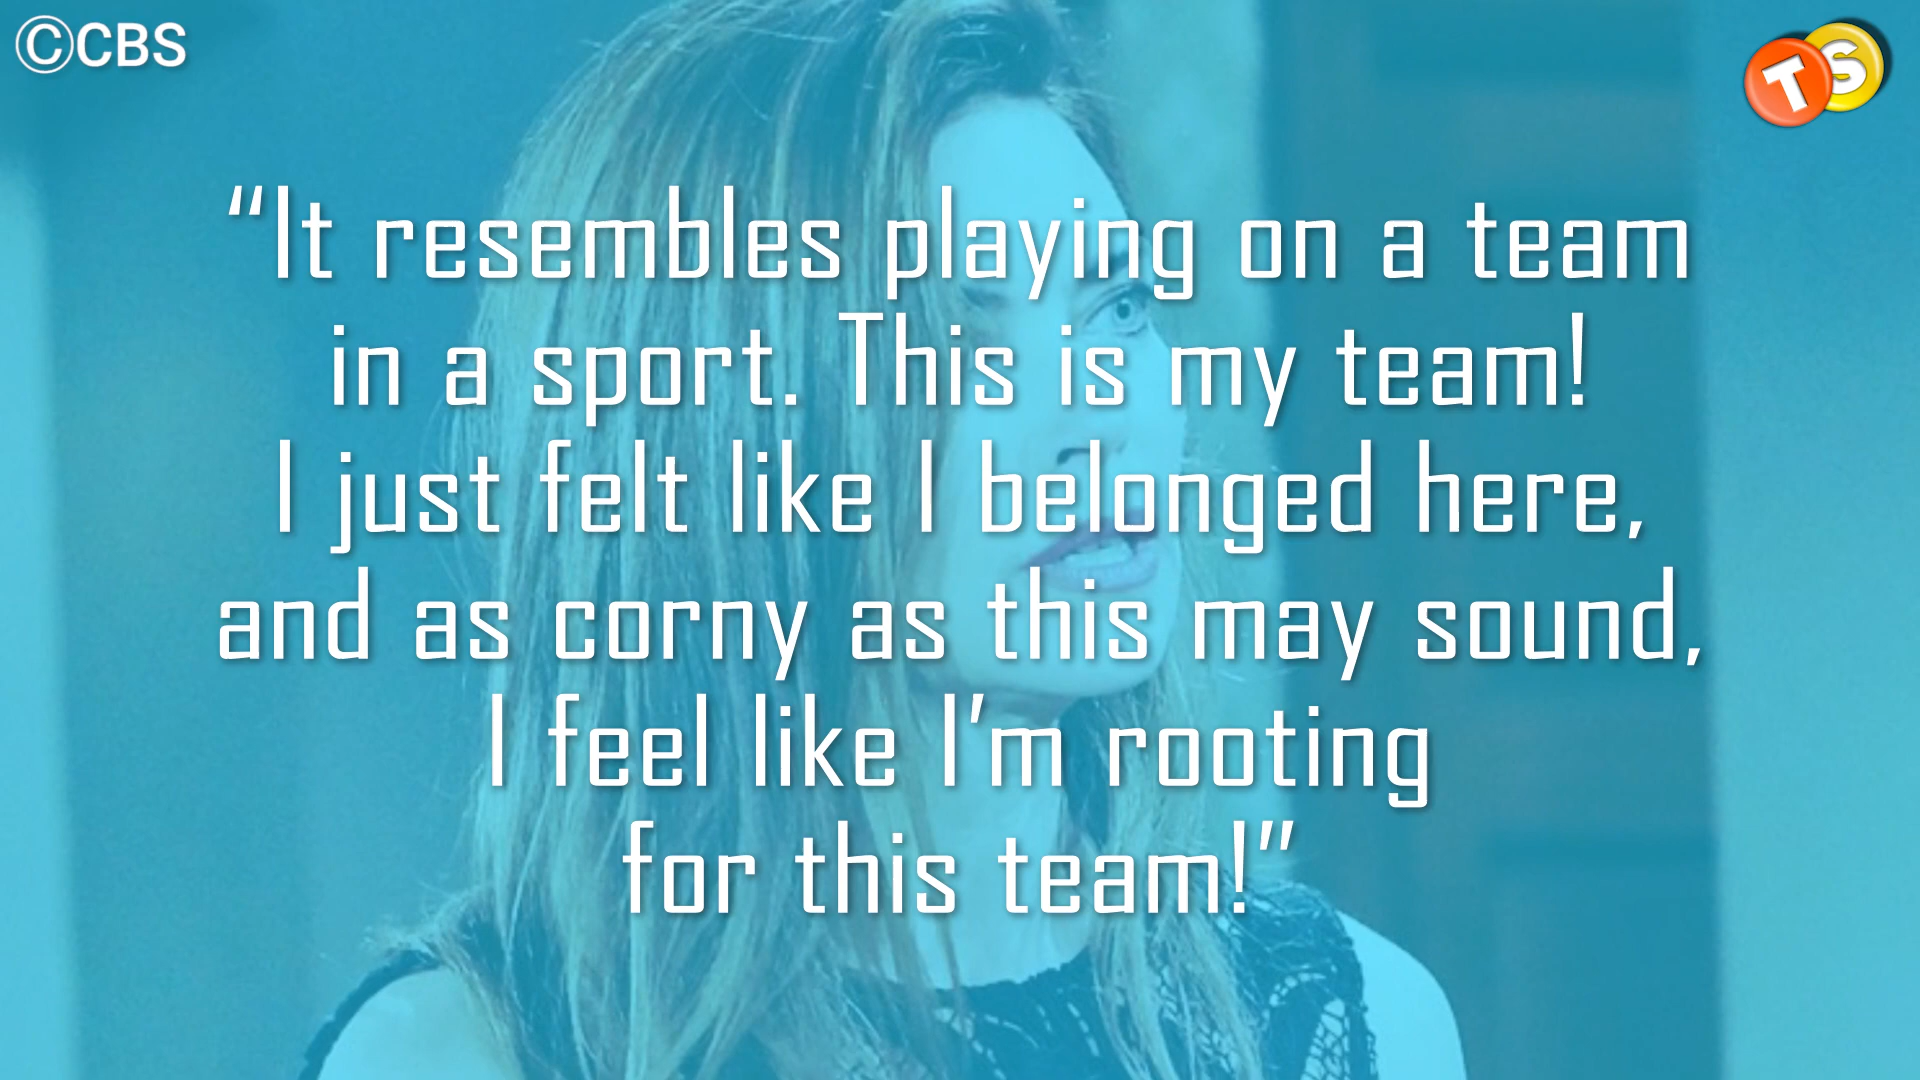 ©CBS
TS
“It resembles playing on a team
in a sport. This is my team!
I just felt like I belonged here,
and as corny as this may sound,
I feel like I’m rooting
for this team!”